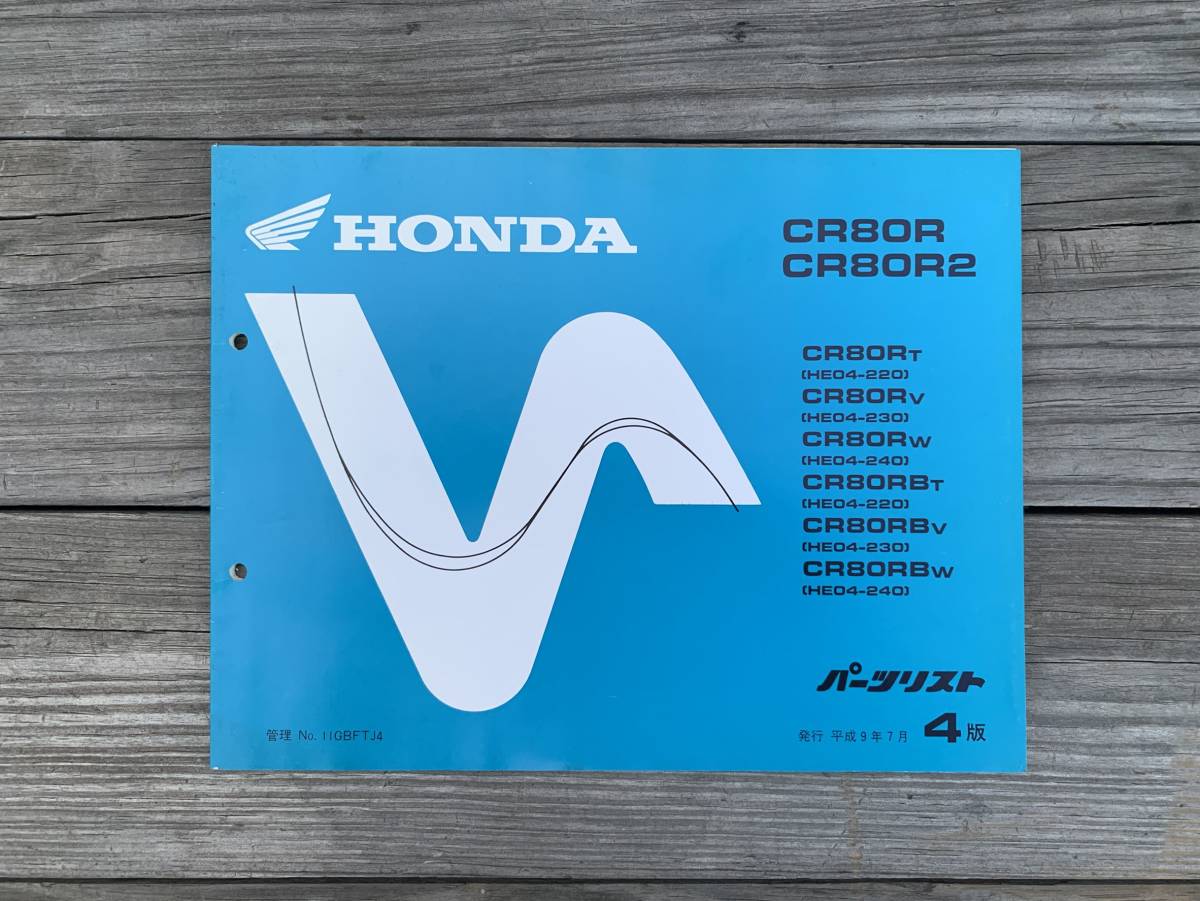 HONDA
CR80R
CR80R2
CR80RT
(HE04-220)
CR80RV
(HE04-230)
CR80RW
(HE04-240)
CR80RBT
(HE04-220)
CR80RBV
(HE04-230)
CR80RBW
(HE04-240)
パーツリスト
管理 No. 11GBFTJ4
発行 平成9年7月 4版